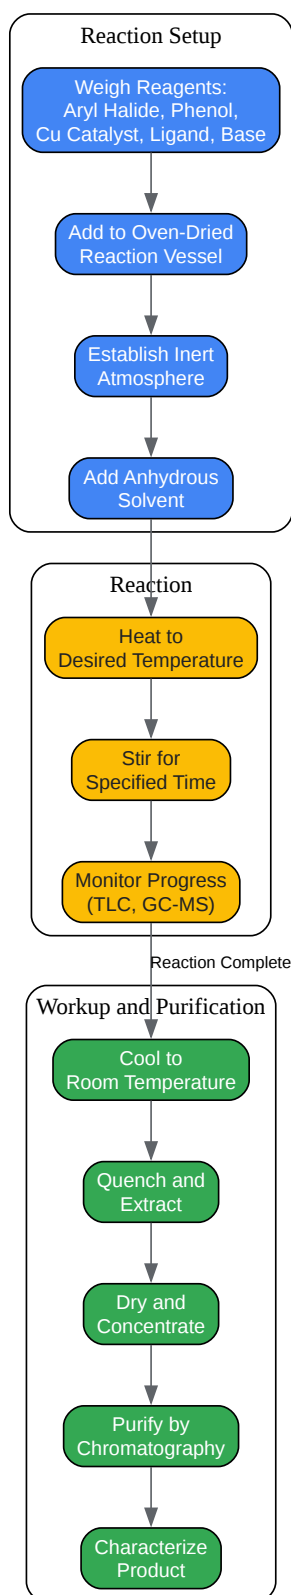 Reaction Setup
Weigh Reagents:
Aryl Halide, Phenol,
Cu Catalyst, Ligand, Base
Add to Oven-Dried
Reaction Vessel
Establish Inert
Atmosphere
Add Anhydrous
Solvent
Reaction
Heat to
Desired Temperature
Stir for
Specified Time
Monitor Progress
(TLC, GC-MS)
Reaction Complete
Workup and Purification
Cool to
Room Temperature
Quench and
Extract
Dry and
Concentrate
Purify by
Chromatography
Characterize
Product